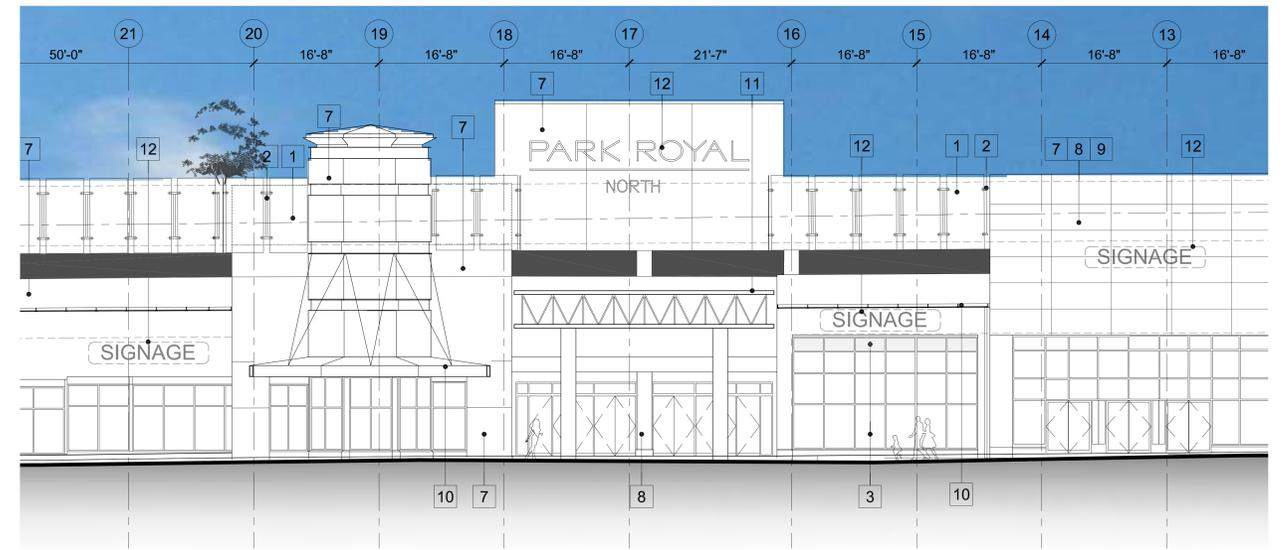 21 20 19 18 17 16 15 14 13
50'-0" 16'-8" 16'-8" 16'-8" 21'-7" 16'-8" 16'-8" 16'-8" 16'-8"
7 12 11
7
7
PARK ROYAL
7 12 2 1 12 1 2 7 8 9 12
NORTH
SIGNAGE
SIGNAGE
SIGNAGE
10 7 8 3 10